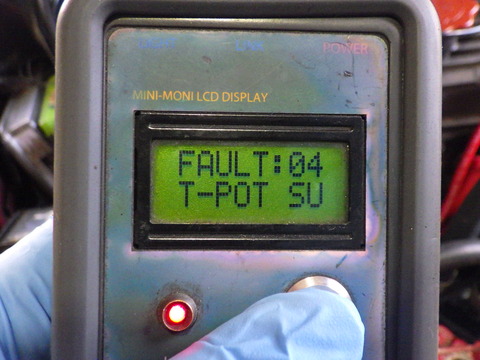 POWER
MINI-MONI LCD DISPLAY
FAULT:04
T-POT SU